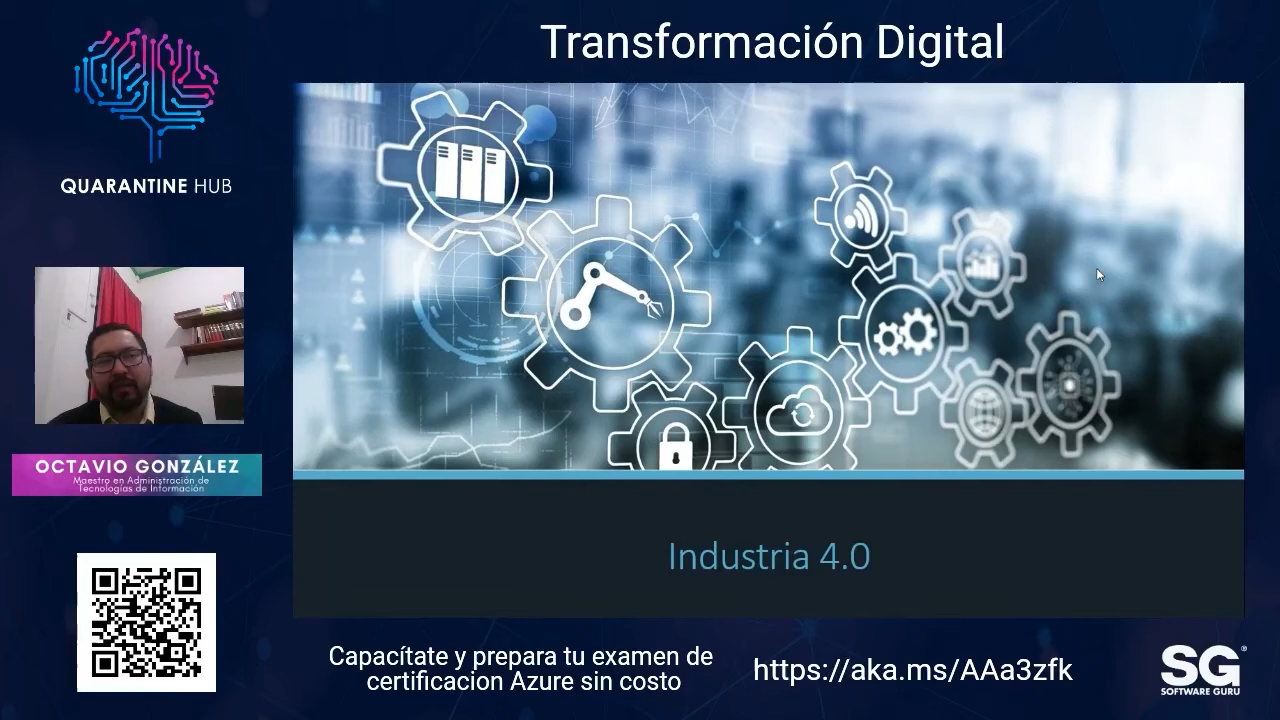 Transformación Digital
QUARANTINE HUB
OCTAVIO GONZÁLEZ
Maestro en Administración de
Tecnologías de Información
Industria 4.0
Capacítate y prepara tu examen de
certificacion Azure sin costo
https://aka.ms/AAa3zfk
SG®
SOFTWARE GURU